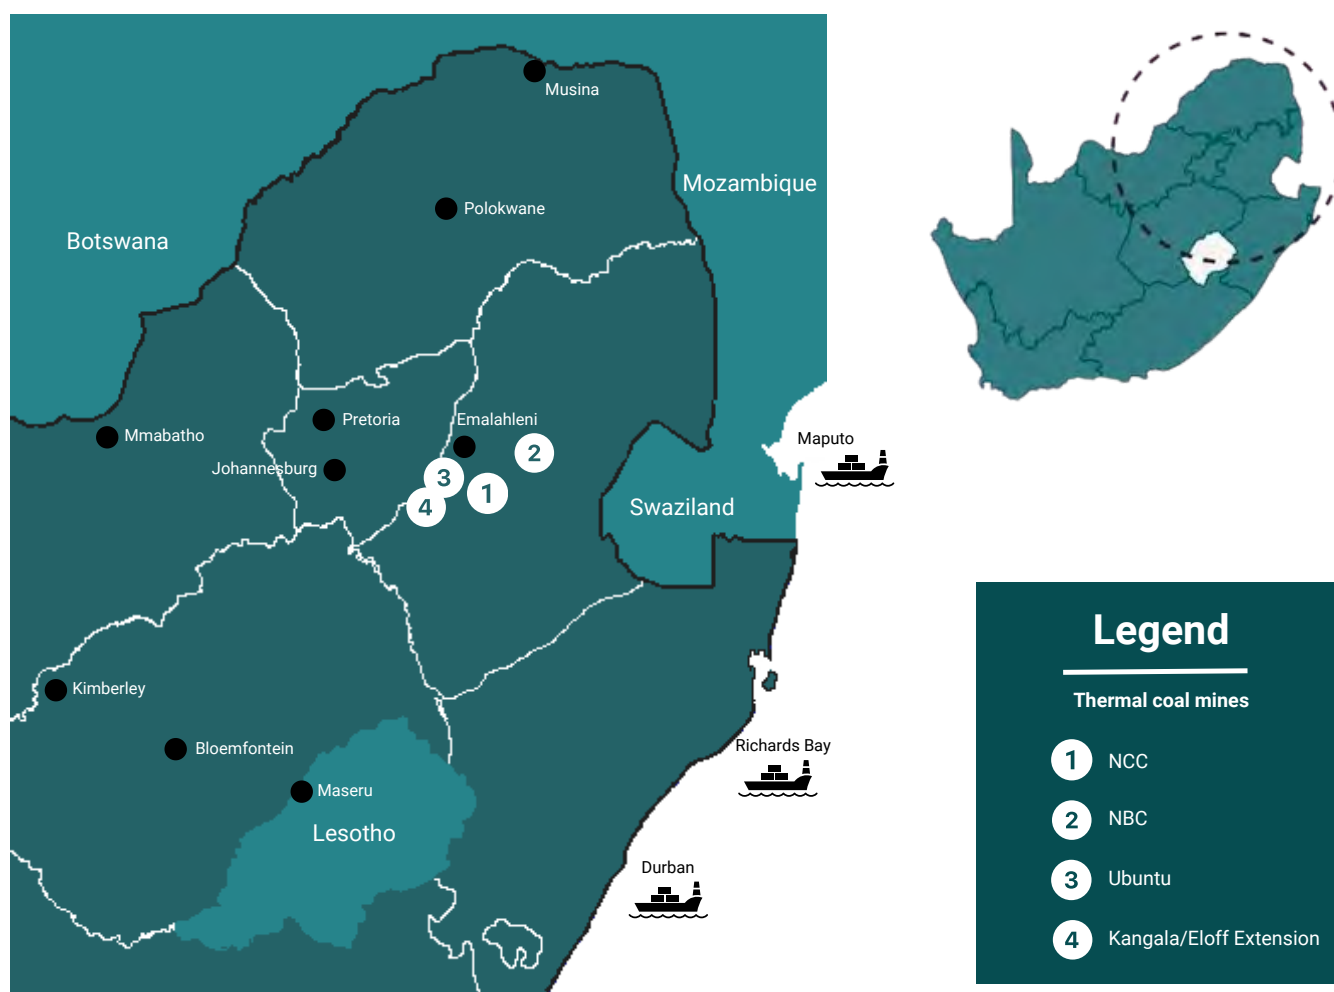 Musina
Mozambique
Polokwane
Botswana
Pretoria
Emalahleni
Mmabatho
Johannesburg
2
3
1
4
Maputo
Swaziland
Kimberley
Bloemfontein
Maseru
Lesotho
Richards Bay
Durban
Legend
Thermal coal mines
1 NCC
2 NBC
3 Ubuntu
4 Kangala/Eloff Extension